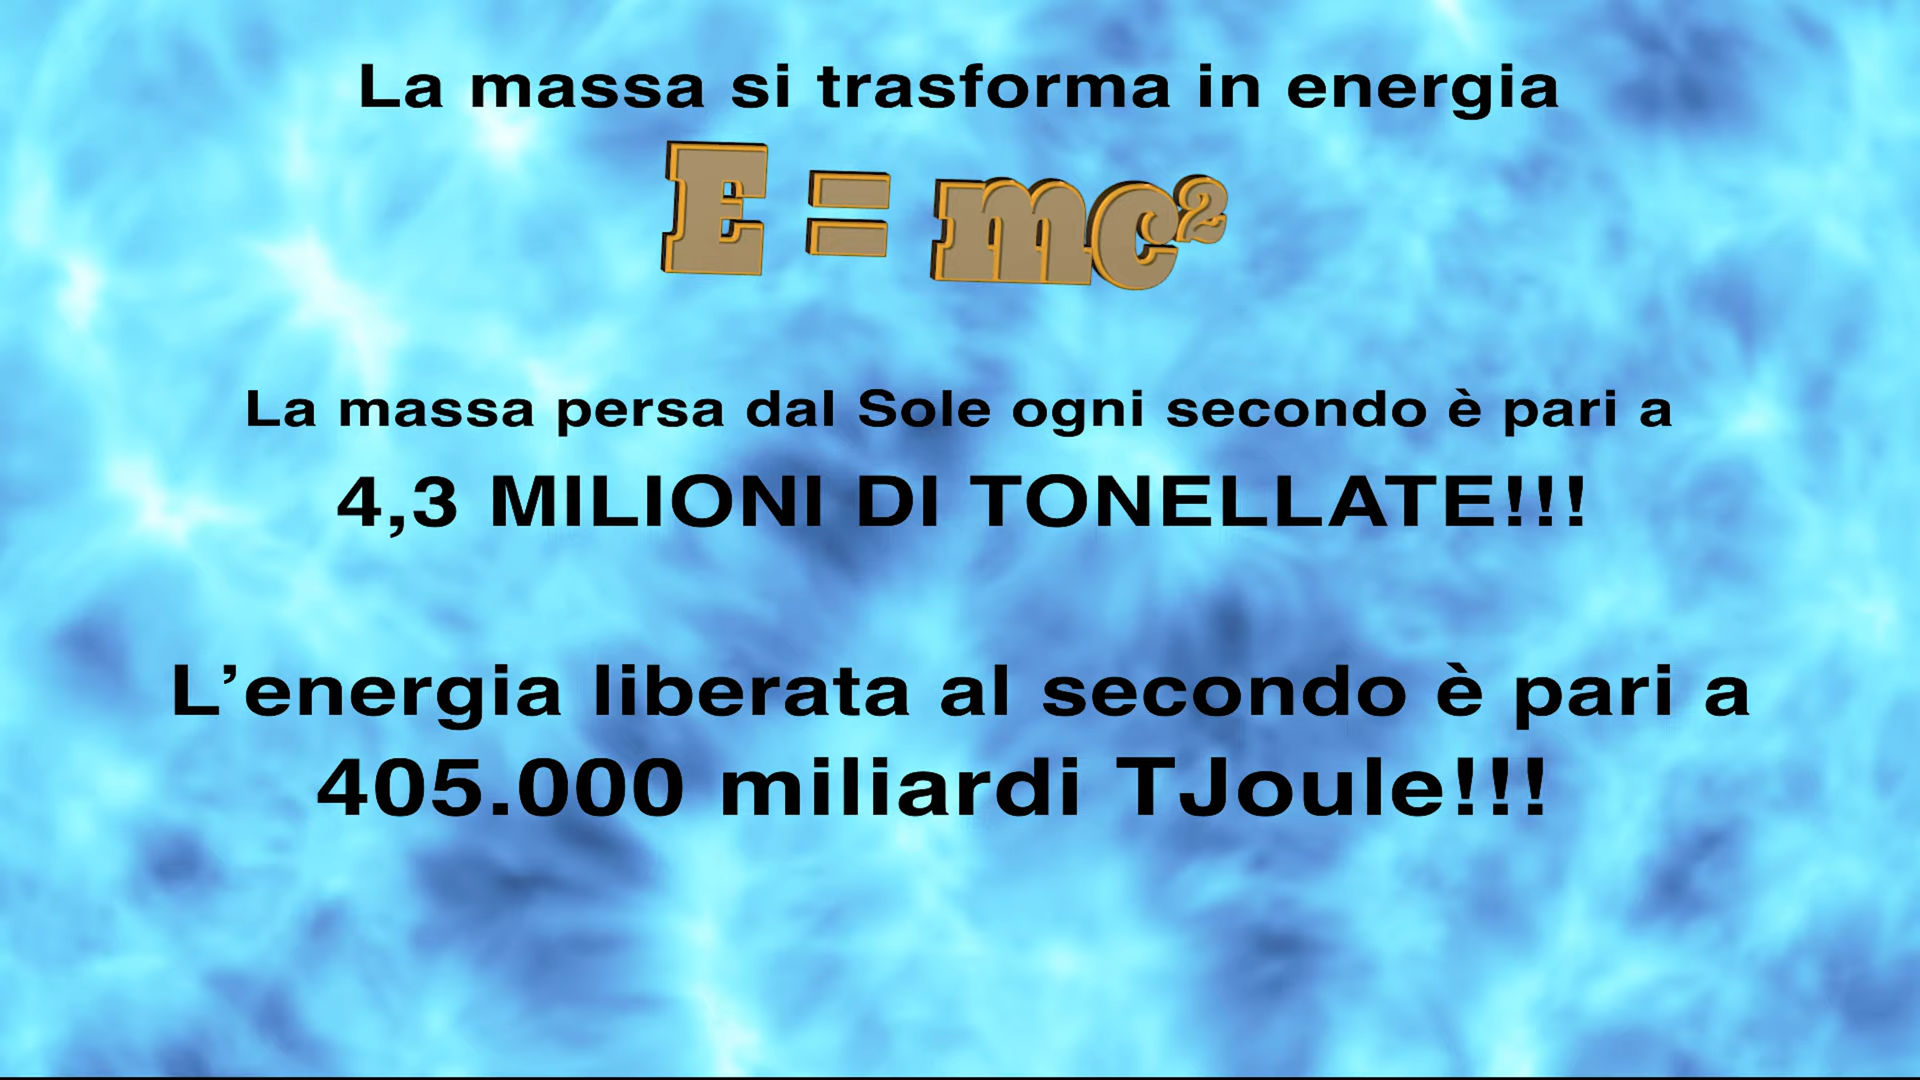 La massa si trasforma in energia
E = mc²
La massa persa dal Sole ogni secondo è pari a
4,3 MILIONI DI TONELLATE!!!
L’energia liberata al secondo è pari a
405.000 miliardi TJoule!!!